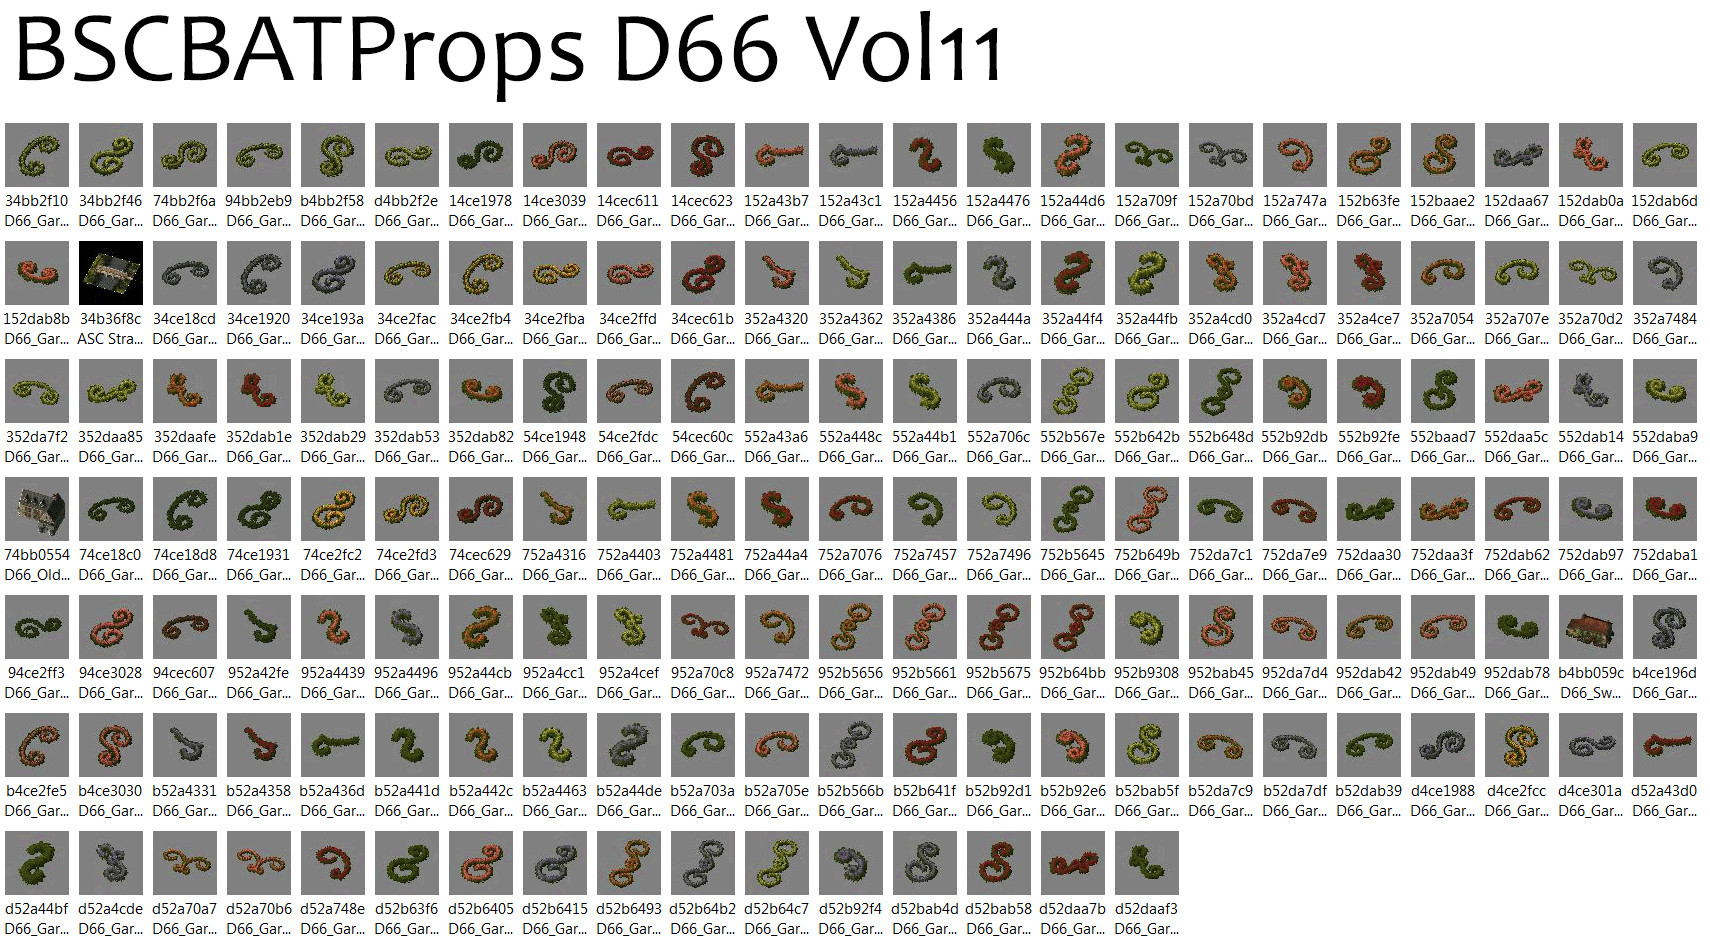 BSCBATProps D66 Vol11
34bb2f10 34bb2f46 74bb2f6a 94bb2eb9 b4bb2f58 d4bb2f2e 14ce1978 14ce3039 14cec611 14cec623 152a43b7 152a43c1 152a4456 152a4476 152a44d6 152a709f 152a70bd 152a747a 152b63fe 152baae2 152daa67 152dab0a 152dab6d
D66_Gar... D66_Gar... D66_Gar... D66_Gar... D66_Gar... D66_Gar... D66_Gar... D66_Gar... D66_Gar... D66_Gar... D66_Gar... D66_Gar... D66_Gar... D66_Gar... D66_Gar... D66_Gar... D66_Gar... D66_Gar... D66_Gar... D66_Gar... D66_Gar... D66_Gar... D66_Gar...
152dab8b 34b36f8c 34ce18cd 34ce1920 34ce193a 34ce2fac 34ce2fb4 34ce2fba 34ce2ffd 34cec61b 352a4320 352a4362 352a4386 352a444a 352a44f4 352a44fb 352a4cd0 352a4cd7 352a4ce7 352a7054 352a707e 352a70d2 352a7484
D66_Gar... ASC Stra... D66_Gar... D66_Gar... D66_Gar... D66_Gar... D66_Gar... D66_Gar... D66_Gar... D66_Gar... D66_Gar... D66_Gar... D66_Gar... D66_Gar... D66_Gar... D66_Gar... D66_Gar... D66_Gar... D66_Gar... D66_Gar... D66_Gar... D66_Gar... D66_Gar...
352da7f2 352daa85 352daafe 352dab1e 352dab29 352dab53 352dab82 54ce1948 54ce2fdc 54cec60c 552a43a6 552a448c 552a44b1 552a706c 552b567e 552b642b 552b648d 552b92db 552b92fe 552baad7 552daa5c 552dab14 552daba9
D66_Gar... D66_Gar... D66_Gar... D66_Gar... D66_Gar... D66_Gar... D66_Gar... D66_Gar... D66_Gar... D66_Gar... D66_Gar... D66_Gar... D66_Gar... D66_Gar... D66_Gar... D66_Gar... D66_Gar... D66_Gar... D66_Gar... D66_Gar... D66_Gar... D66_Gar... D66_Gar...
74bb0554 74ce18c0 74ce18d8 74ce1931 74ce2fc2 74ce2fd3 74cec629 752a4316 752a4403 752a4481 752a44a4 752a7076 752a7457 752a7496 752b5645 752b649b 752da7c1 752da7e9 752daa30 752daa3f 752dab62 752dab97 752daba1
D66_Old... D66_Gar... D66_Gar... D66_Gar... D66_Gar... D66_Gar... D66_Gar... D66_Gar... D66_Gar... D66_Gar... D66_Gar... D66_Gar... D66_Gar... D66_Gar... D66_Gar... D66_Gar... D66_Gar... D66_Gar... D66_Gar... D66_Gar... D66_Gar... D66_Gar... D66_Gar...
94ce2ff3 94ce3028 94cec607 952a42fe 952a4439 952a4496 952a44cb 952a4cc1 952a4cef 952a70c8 952a7472 952b5656 952b5661 952b5675 952b64bb 952b9308 952bab45 952da7d4 952dab42 952dab49 952dab78 b4bb059c b4ce196d
D66_Gar... D66_Gar... D66_Gar... D66_Gar... D66_Gar... D66_Gar... D66_Gar... D66_Gar... D66_Gar... D66_Gar... D66_Gar... D66_Gar... D66_Gar... D66_Gar... D66_Gar... D66_Gar... D66_Gar... D66_Gar... D66_Gar... D66_Gar... D66_Gar... D66_Sw... D66_Gar...
b4ce2fe5 b4ce3030 b52a4331 b52a4358 b52a436d b52a441d b52a442c b52a4463 b52a44de b52a703a b52a705e b52b566b b52b641f b52b92d1 b52b92e6 b52bab5f b52da7c9 b52da7df b52dab39 d4ce1988 d4ce2fcc d4ce301a d52a43d0
D66_Gar... D66_Gar... D66_Gar... D66_Gar... D66_Gar... D66_Gar... D66_Gar... D66_Gar... D66_Gar... D66_Gar... D66_Gar... D66_Gar... D66_Gar... D66_Gar... D66_Gar... D66_Gar... D66_Gar... D66_Gar... D66_Gar... D66_Gar... D66_Gar... D66_Gar... D66_Gar...
d52a44bf d52a4cde d52a70a7 d52a70b6 d52a748e d52b63f6 d52b6405 d52b6415 d52b6493 d52b64b2 d52b64c7 d52b92f4 d52bab4d d52bab58 d52daa7b d52daaf3
D66_Gar... D66_Gar... D66_Gar... D66_Gar... D66_Gar... D66_Gar... D66_Gar... D66_Gar... D66_Gar... D66_Gar... D66_Gar... D66_Gar... D66_Gar... D66_Gar... D66_Gar... D66_Gar...